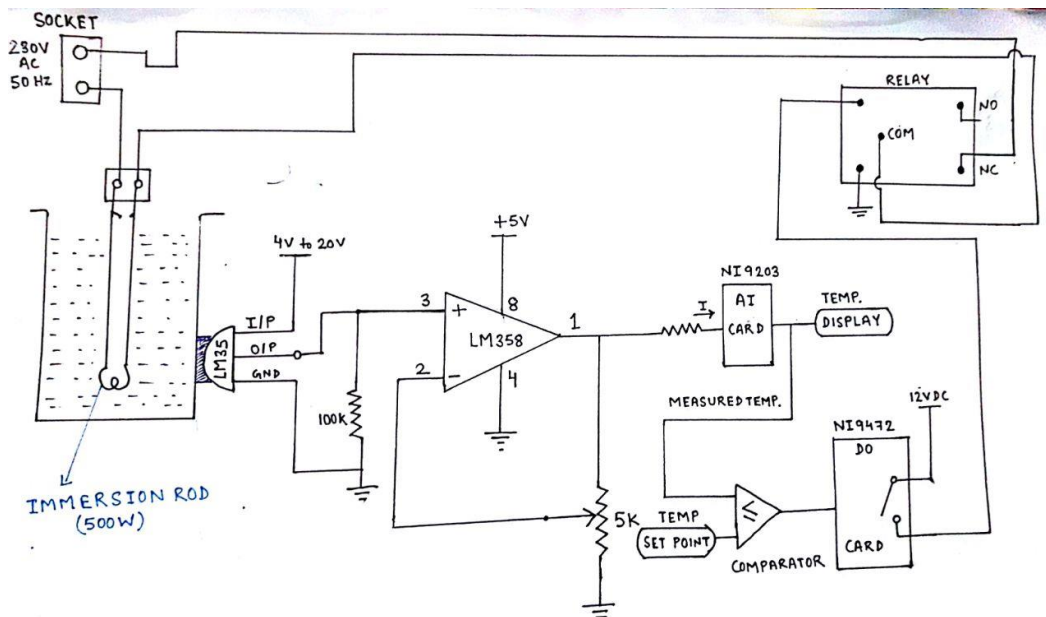 SOCKET
230V
AC
50 HZ
RELAY
NO
COM
NC
4V to 20V
+5V
I/P
O/P
GND
LM35
3
8
1
2
4
LM358
100K
I
NI9203
AI
CARD
TEMP.
DISPLAY
MEASURED TEMP.
NI9472
DO
12V DC
CARD
5K
TEMP
SET POINT
≤
COMPARATOR
+
-
IMMERSION ROD
(500W)